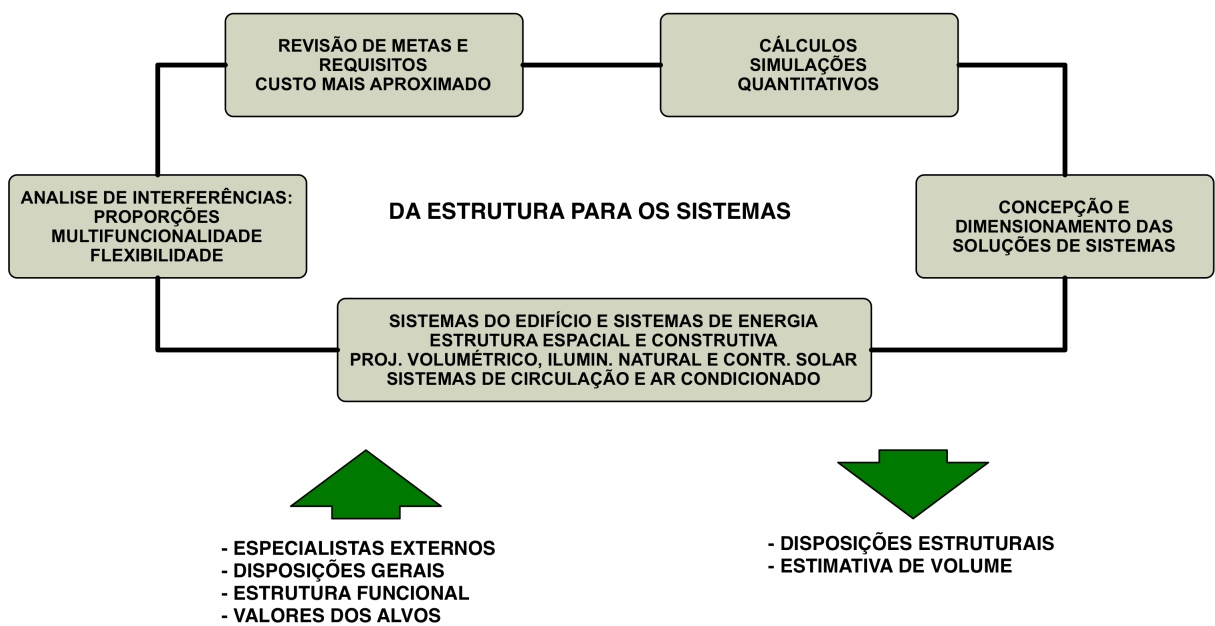 REVISÃO DE METAS E
REQUISITOS
CUSTO MAIS APROXIMADO
CÁLCULOS
SIMULAÇÕES
QUANTITATIVOS
ANALISE DE INTERFERÊNCIAS:
PROPORÇÕES
MULTIFUNCIONALIDADE
FLEXIBILIDADE
DA ESTRUTURA PARA OS SISTEMAS
CONCEPÇÃO E
DIMENSIONAMENTO DAS
SOLUÇÕES DE SISTEMAS
SISTEMAS DO EDIFÍCIO E SISTEMAS DE ENERGIA
ESTRUTURA ESPACIAL E CONSTRUTIVA
PROJ. VOLUMÉTRICO, ILUMIN. NATURAL E CONTR. SOLAR
SISTEMAS DE CIRCULAÇÃO E AR CONDICIONADO
- ESPECIALISTAS EXTERNOS
- DISPOSIÇÕES GERAIS
- ESTRUTURA FUNCIONAL
- VALORES DOS ALVOS
- DISPOSIÇÕES ESTRUTURAIS
- ESTIMATIVA DE VOLUME